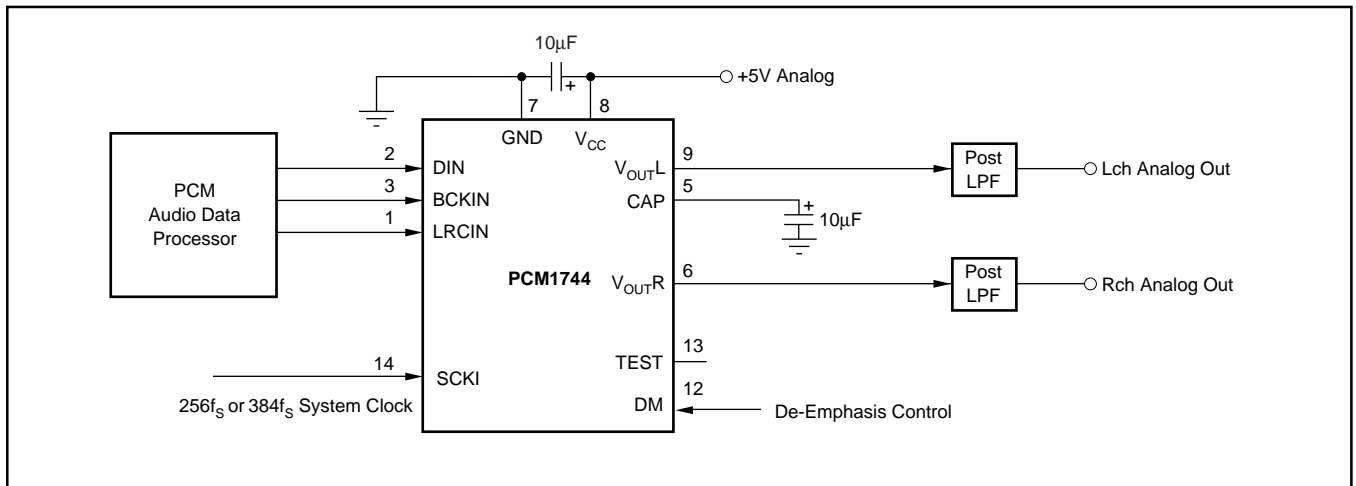 10μF
+
+5V Analog
7
8
GND
V_CC
PCM
Audio Data
Processor
2
DIN
3
BCKIN
1
LRCIN
PCM1744
V_OUTL
9
Post
LPF
Lch Analog Out
CAP
5
+
10μF
V_OUTR
6
Post
LPF
Rch Analog Out
TEST
13
14
SCKI
256f_S or 384f_S System Clock
DM
12
De-Emphasis Control